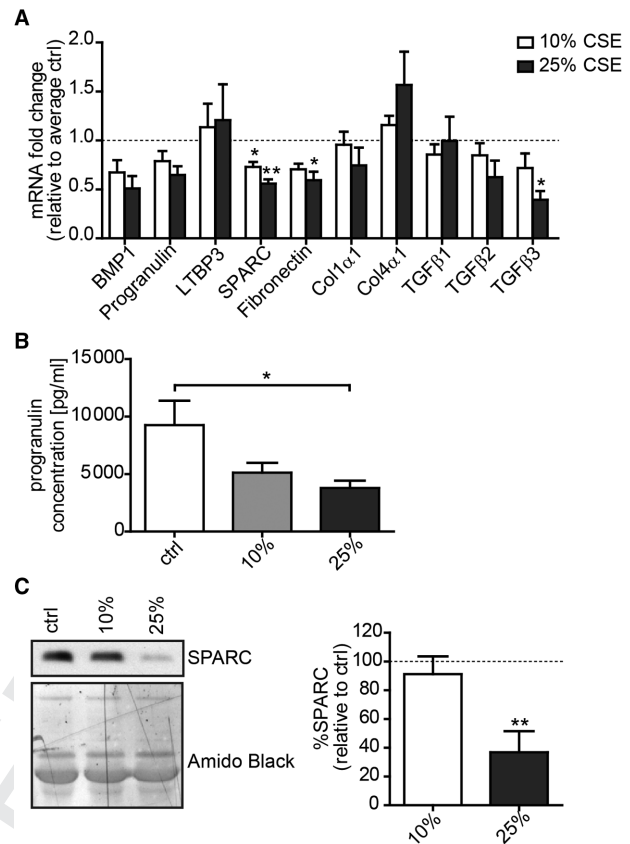 A
mRNA fold change
(relative to average ctrl)
2.0
1.5
1.0
0.5
0.0
10% CSE
25% CSE
*
**
*
*
BMP1
Progranulin
LTBP3
SPARC
Fibronectin
Col1α1
Col4α1
TGFβ1
TGFβ2
TGFβ3
B
progranulin
concentration [pg/ml]
15000
10000
5000
0
*
ctrl
10%
25%
C
ctrl
10%
25%
SPARC
Amido Black
%SPARC
(relative to ctrl)
120
100
80
60
40
20
0
**
10%
25%